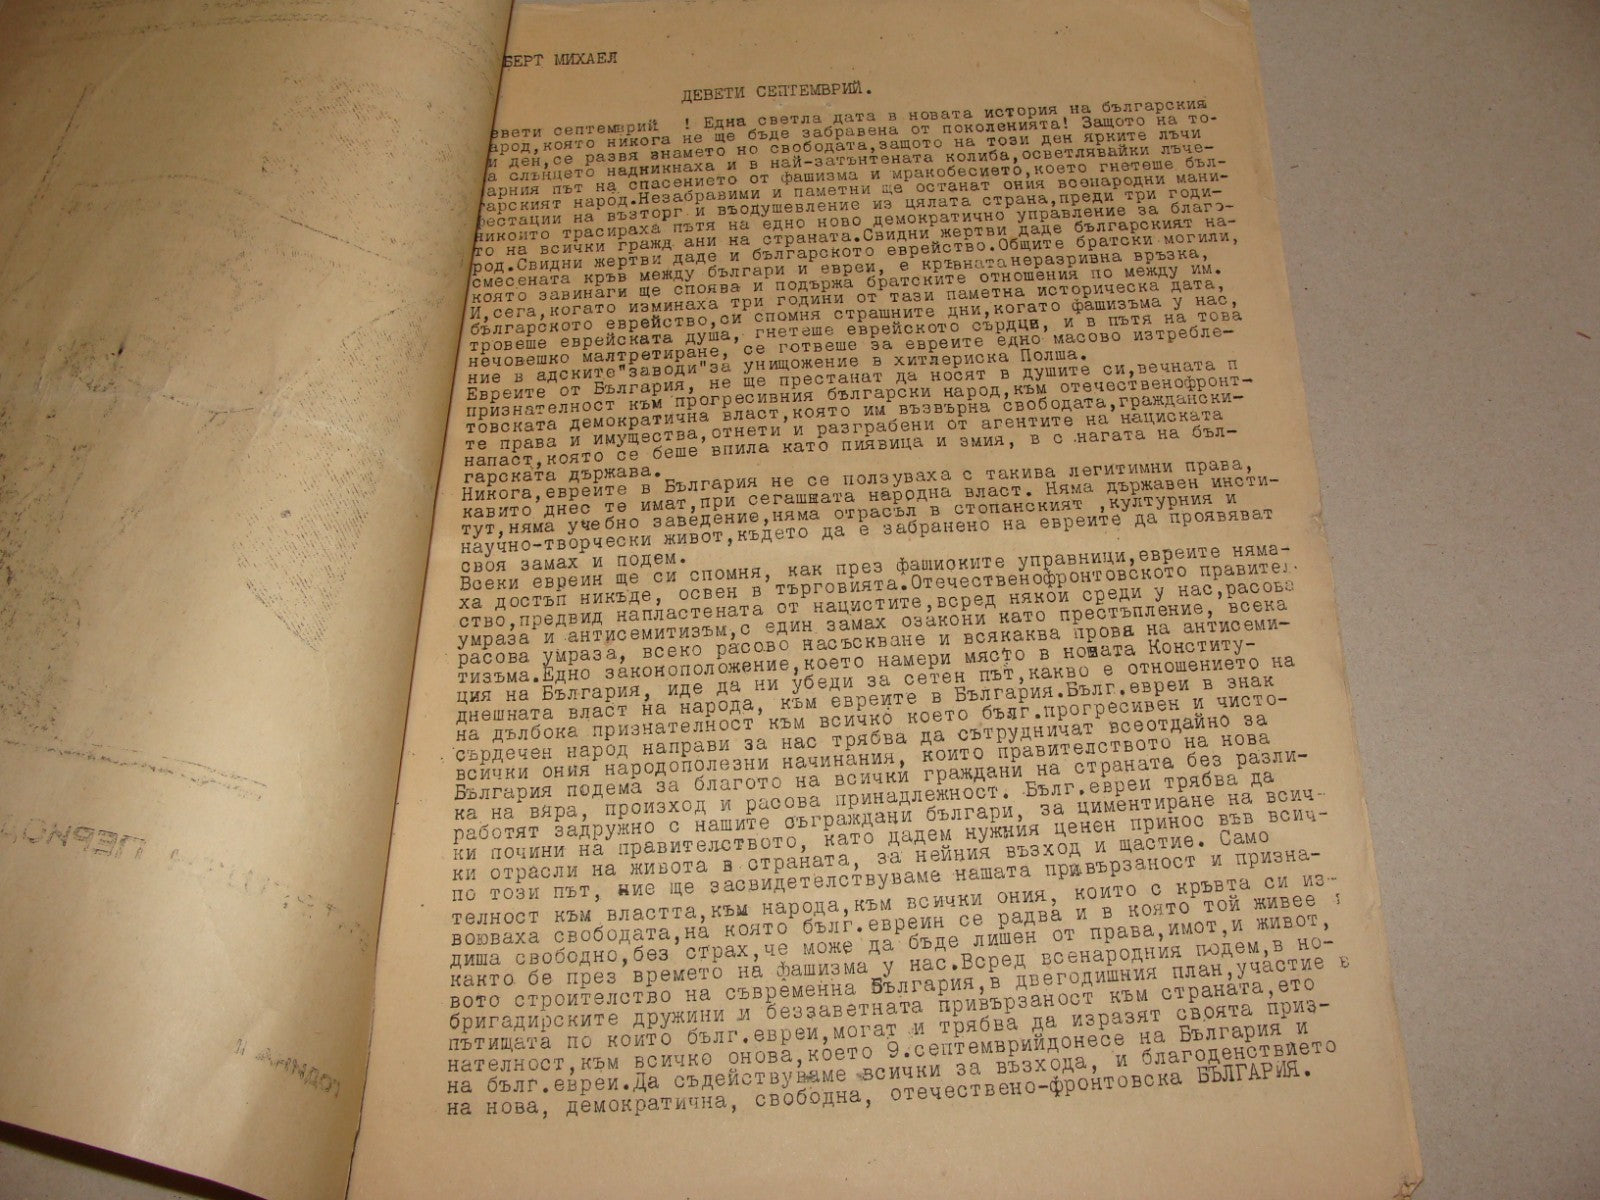 БЕРТ МИХАЕЛ
ДЕВЕТИ СЕПТЕМВРИЙ.
евети септемврий ! Една светла дата в новата история на българския
арод,която никога не ще бъде забравена от поколенията! Защото на то-
и ден,се развя знамето но свободата,защото на този ден ярките лъчи
а слънцето надникнаха и в най-затънтената колиба,осветлявайки лъче-
арния път на спасението от фашизма и мракобесието,което гнетеше бъл-
гарският народ.Незабравими и паметни ще останат ония всенародни мани-
фестации на възторг и въодушевление из цялата страна,преди три годи-
никоито трасираха пътя на едно ново демократично управление за благо-
то на всички гражд ани на страната.Свидни жертви даде българският на-
род.Свидни жертви даде и българското еврейство.Общите братски могили,
смесената кръв между българи и евреи, е кръвнатанеразривна връзка,
която завинаги ще споява и подържа братските отношения по между им.
И,сега,когато изминаха три години от тази паметна историческа дата,
българското еврейство,си спомня страшните дни,когато фашизъма у нас,
тровеше еврейската душа, гнетеше еврейското сърдце, и в пътя на това
нечовешко малтретиране, се готвеше за евреите едно масово изтребле-
ние в адските"заводи"за унищожение в хитлериска Полша.
Евреите от България, не ще престанат да носят в душите си,вечната п
признателност към прогресивния български народ,към отечественофронт-
товската демократична власт,която им възвърна свободата,граждански-
те права и имущества,отнети и разграбени от агентите на нациската
напаст,която се беше впила като пиявица и змия, в с нагата на бъл-
гарската държава.
Никога,евреите в България не се ползуваха с такива легитимни права,
каквито днес те имат,при сегашната народна власт. Няма държавен инсти-
тут,няма учебно заведение,няма отрасъл в стопанският ,културния и
научно-творчески живот,където да е забранено на евреите да проявяват
своя замах и подем.
Всеки евреин ще си спомня, как през фашиоките управници,евреите няма-
ха достъп никъде, освен в търговията.Отечественофронтовското правител
ство,предвид напластената от нацистите,всред някои среди у нас,расова
умраза и антисемитизъм,с един замах озакони като престъпление, всека
расова умраза, всеко расово насъскване и всякаква прова на антисеми-
тизъма.Едно законоположение,което намери място в новата Конститу-
ция на България, иде да ни убеди за сетен път,какво е отношението на
днешната власт на народа, към евреите в България.Бълг.евреи в знак
на дълбока признателност към всичко което бълг.прогресивен и чисто-
сърдечен народ направи за нас трябва да сътрудничат всеотдайно за
всички ония народополезни начинания, които правителството на нова
България подема за благото на всички граждани на страната без разли-
ка на вяра, произход и расова принадлежност. Бълг.евреи трябва да
работят задружно с нашите съграждани българи, за циментиране на всич-
ки почини на правителството, като дадем нужния ценен принос във всич-
ки отрасли на живота в страната, за нейния възход и щастие. Само
по този път, ние ще засвидетелствуваме нашата привързаност и призна-
телност към властта,към народа,към всички ония, които с кръвта си из-
воюваха свободата,на която бълг.евреин се радва и в която той живее
диша свободно,без страх,че може да бъде лишен от права,имот,и живот,
както бе през времето на фашизма у нас.Всред всенародния подем,в но-
вото строителство на съвременна България,в двегодишния план,участие в
бригадирските дружини и беззаветната привързаност към страната,ето
пътищата по които бълг.евреи,могат и трябва да изразят своята приз-
нателност,към всичко онова,което 9.септемврийдонесе на България и
на бълг.евреи.Да съдействуваме всички за възхода, и благоденствието
на нова, демократична, свободна, отечествено-фронтовска БЪЛГАРИЯ.